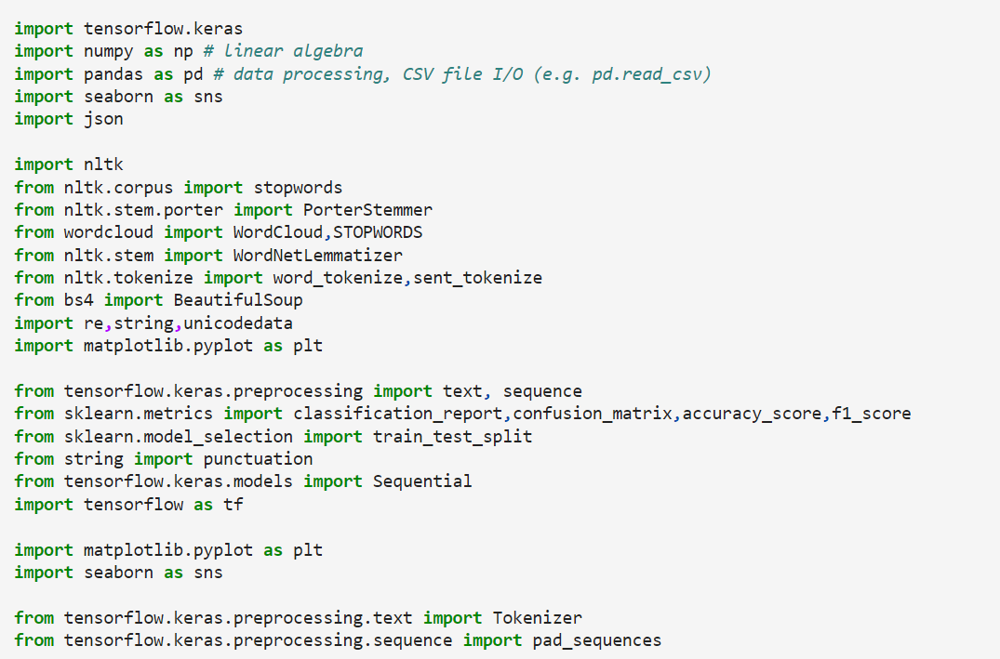 import tensorflow.keras
import numpy as np # linear algebra
import pandas as pd # data processing, CSV file I/O (e.g. pd.read_csv)
import seaborn as sns
import json
import nltk
from nltk.corpus import stopwords
from nltk.stem.porter import PorterStemmer
from wordcloud import WordCloud,STOPWORDS
from nltk.stem import WordNetLemmatizer
from nltk.tokenize import word_tokenize,sent_tokenize
from bs4 import BeautifulSoup
import re,string,unicodedata
import matplotlib.pyplot as plt
from tensorflow.keras.preprocessing import text, sequence
from sklearn.metrics import classification_report,confusion_matrix,accuracy_score,f1_score
from sklearn.model_selection import train_test_split
from string import punctuation
from tensorflow.keras.models import Sequential
import tensorflow as tf
import matplotlib.pyplot as plt
import seaborn as sns
from tensorflow.keras.preprocessing.text import Tokenizer
from tensorflow.keras.preprocessing.sequence import pad_sequences